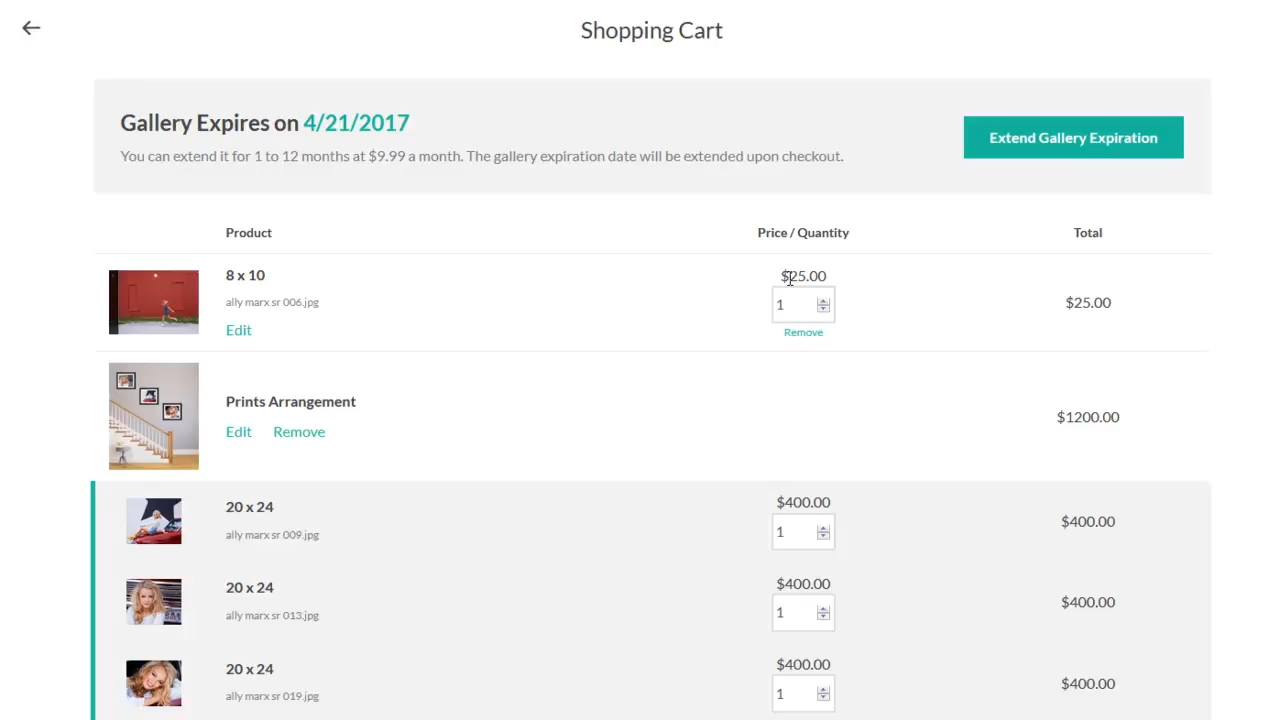 Shopping Cart
Gallery Expires on 4/21/2017
You can extend it for 1 to 12 months at $9.99 a month. The gallery expiration date will be extended upon checkout.
Extend Gallery Expiration
Product Price / Quantity Total
8 x 10
ally marx sr 006.jpg
Edit
$25.00
1
Remove
$25.00
Prints Arrangement
Edit Remove
$1200.00
20 x 24
ally marx sr 009.jpg
$400.00
1
$400.00
20 x 24
ally marx sr 013.jpg
$400.00
1
$400.00
20 x 24
ally marx sr 019.jpg
$400.00
1
$400.00